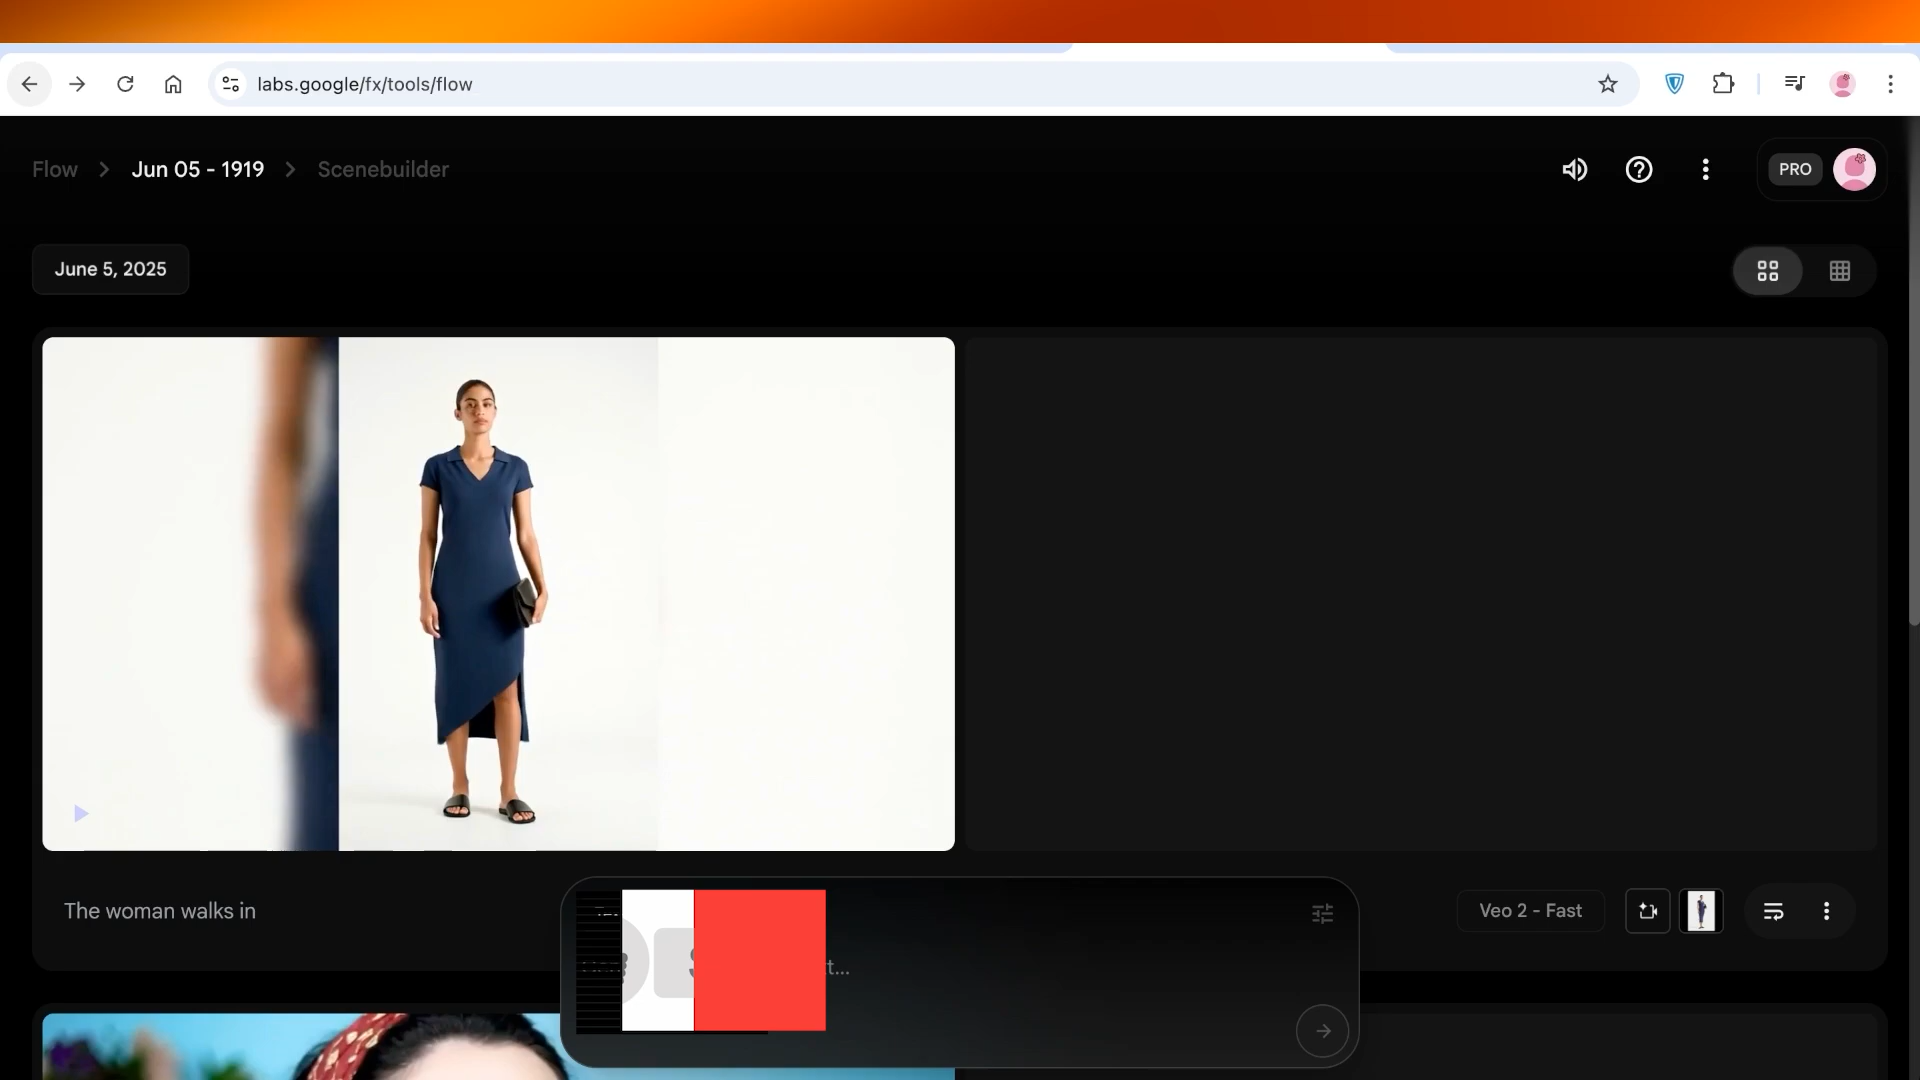 labs.google/fx/tools/flow
Flow > Jun 05 - 1919 > Scenebuilder
PRO
June 5, 2025
The woman walks in
Veo 2 - Fast
t...